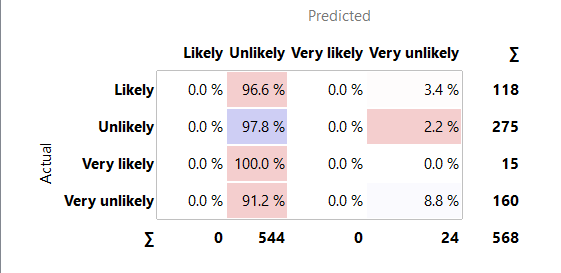 Predicted
Likely Unlikely Very likely Very unlikely ∑
Likely 0.0 % 96.6 % 0.0 % 3.4 % 118
Unlikely 0.0 % 97.8 % 0.0 % 2.2 % 275
Very likely 0.0 % 100.0 % 0.0 % 0.0 % 15
Very unlikely 0.0 % 91.2 % 0.0 % 8.8 % 160
∑ 0 544 0 24 568
Actual